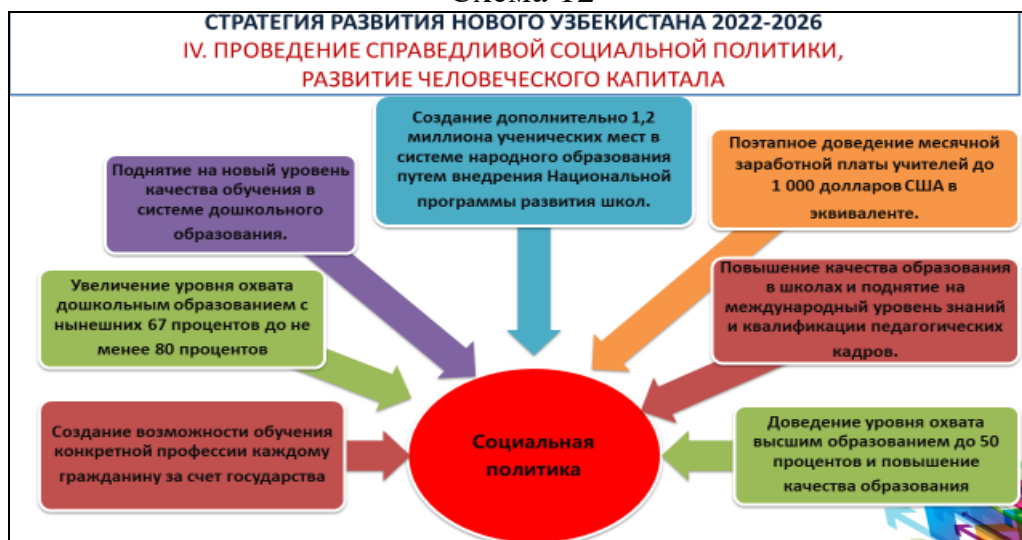 Схема 12
СТРАТЕГИЯ РАЗВИТИЯ НОВОГО УЗБЕКИСТАНА 2022-2026
IV. ПРОВЕДЕНИЕ СПРАВЕДЛИВОЙ СОЦИАЛЬНОЙ ПОЛИТИКИ,
РАЗВИТИЕ ЧЕЛОВЕЧЕСКОГО КАПИТАЛА
Создание дополнительно 1,2
миллиона ученических мест в
системе народного образования
путем внедрения Национальной
программы развития школ.
Поднятие на новый уровень
качества обучения в
системе дошкольного
образования.
Поэтапное доведение месячной
заработной платы учителей до
1 000 долларов США в
эквиваленте.
Увеличение уровня охвата
дошкольным образованием с
нынешних 67 процентов до не
менее 80 процентов
Повышение качества образования
в школах и поднятие на
международный уровень знаний
и квалификации педагогических
кадров.
Создание возможности обучения
конкретной профессии каждому
гражданину за счет государства
Социальная
политика
Доведение уровня охвата
высшим образованием до 50
процентов и повышение
качества образования